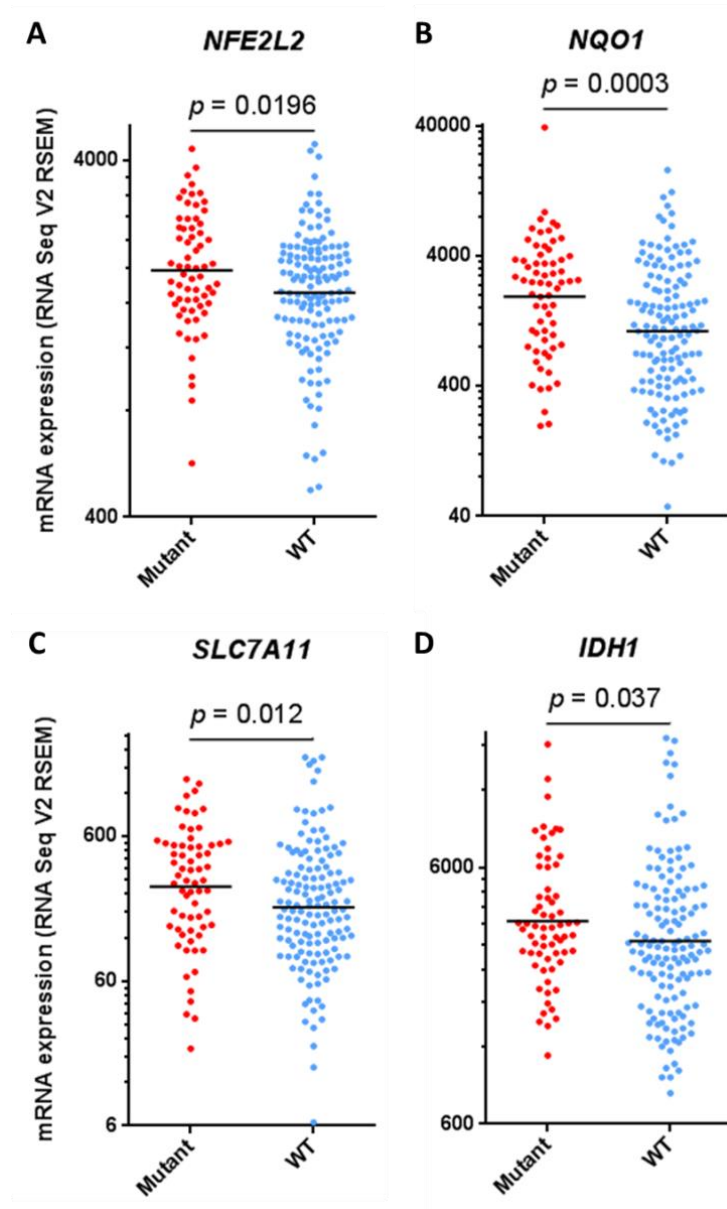 A
NFE2L2
p = 0.0196
mRNA expression (RNA Seq V2 RSEM)
4000
400
Mutant
WT
B
NQO1
p = 0.0003
40000
4000
400
40
Mutant
WT
C
SLC7A11
p = 0.012
mRNA expression (RNA Seq V2 RSEM)
600
60
6
Mutant
WT
D
IDH1
p = 0.037
6000
600
Mutant
WT